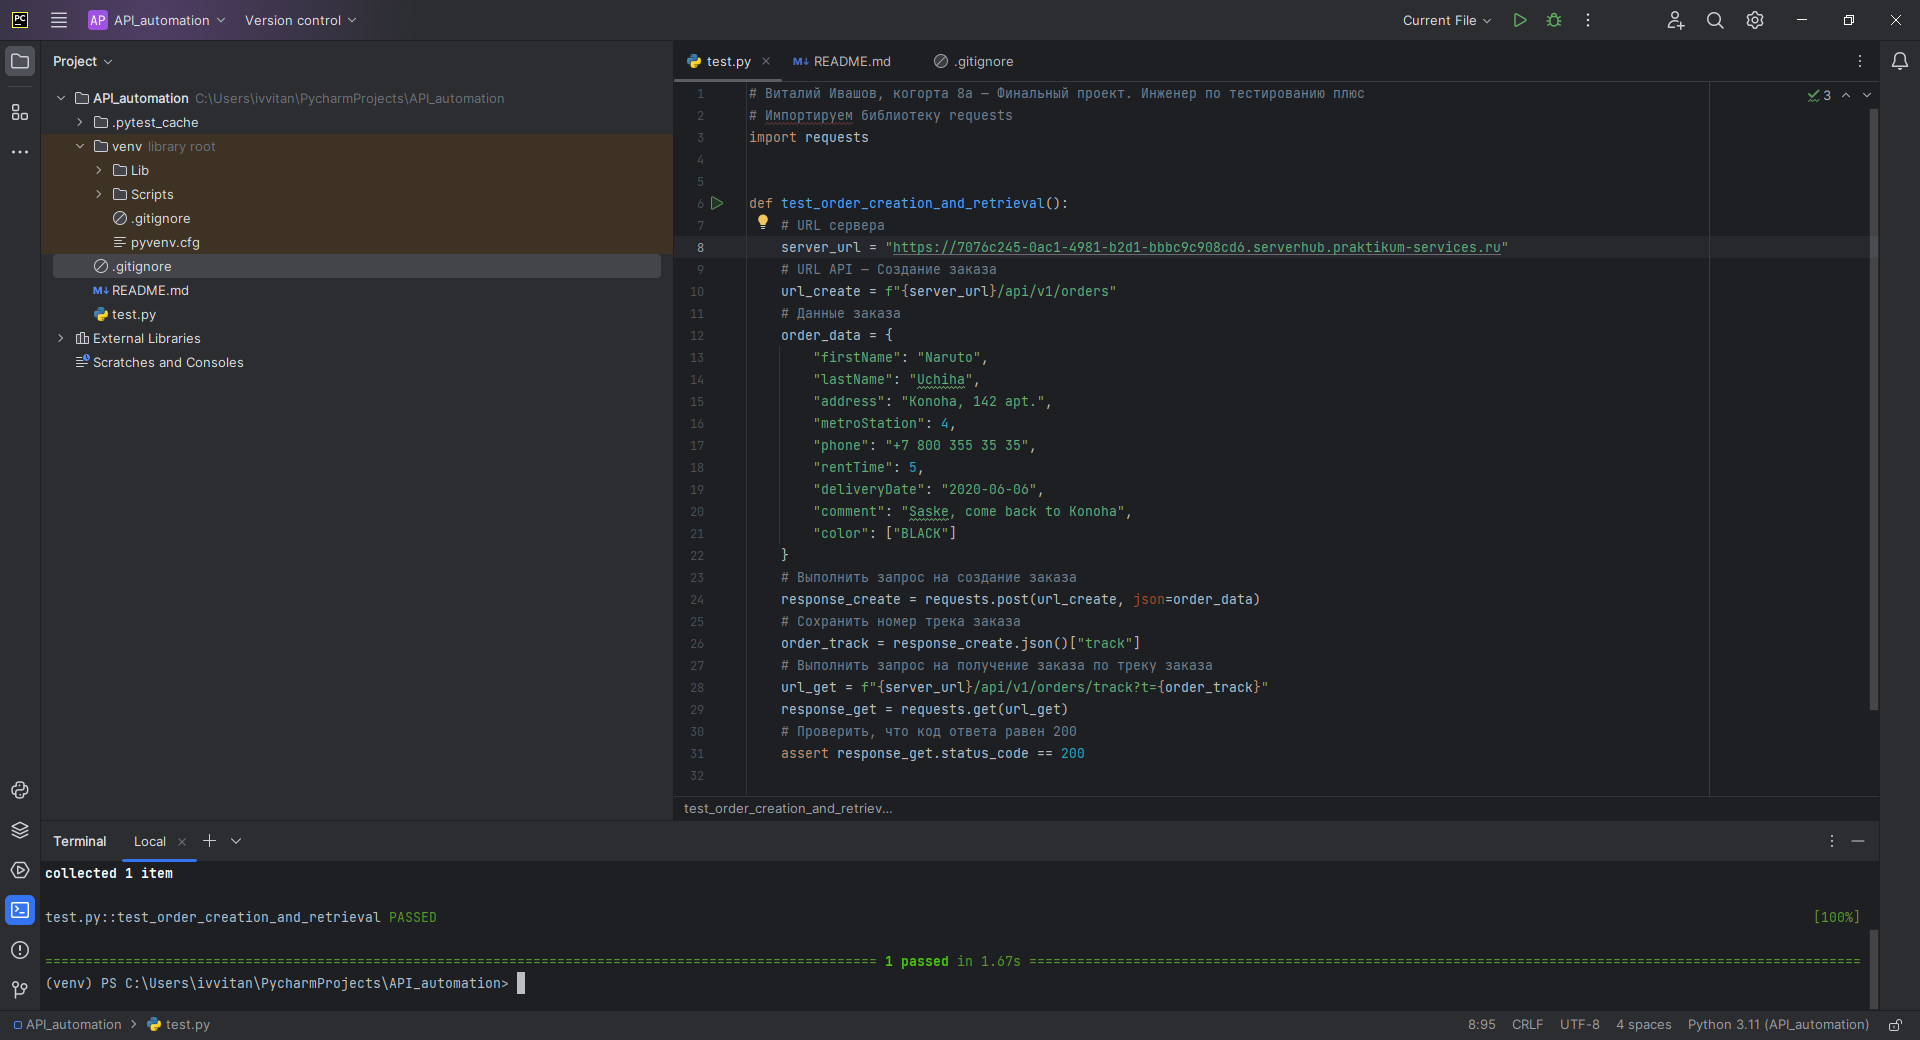 PC
AP API_automation
Version control
Current File
Project
API_automation C:\Users\ivvitan\PycharmProjects\API_automation
.pytest_cache
venv library root
Lib
Scripts
.gitignore
pyvenv.cfg
.gitignore
README.md
test.py
External Libraries
Scratches and Consoles
test.py
README.md
.gitignore
3
1 # Виталий Ивашов, когорта 8а — Финальный проект. Инженер по тестированию плюс
2 # Импортируем библиотеку requests
3 import requests
4
5
6 def test_order_creation_and_retrieval():
7     # URL сервера
8     server_url = "https://7076c245-0ac1-4981-b2d1-bbbc9c908cd6.serverhub.praktikum-services.ru"
9     # URL API — Создание заказа
10     url_create = f"{server_url}/api/v1/orders"
11     # Данные заказа
12     order_data = {
13         "firstName": "Naruto",
14         "lastName": "Uchiha",
15         "address": "Konoha, 142 apt.",
16         "metroStation": 4,
17         "phone": "+7 800 355 35 35",
18         "rentTime": 5,
19         "deliveryDate": "2020-06-06",
20         "comment": "Saske, come back to Konoha",
21         "color": ["BLACK"]
22     }
23     # Выполнить запрос на создание заказа
24     response_create = requests.post(url_create, json=order_data)
25     # Сохранить номер трека заказа
26     order_track = response_create.json()["track"]
27     # Выполнить запрос на получение заказа по треку заказа
28     url_get = f"{server_url}/api/v1/orders/track?t={order_track}"
29     response_get = requests.get(url_get)
30     # Проверить, что код ответа равен 200
31     assert response_get.status_code == 200
32
test_order_creation_and_retriev...
Terminal
Local
collected 1 item
test.py::test_order_creation_and_retrieval PASSED [100%]
======================================== 1 passed in 1.67s ========================================
(venv) PS C:\Users\ivvitan\PycharmProjects\API_automation>
API_automation > test.py
8:95 CRLF UTF-8 4 spaces Python 3.11 (API_automation)